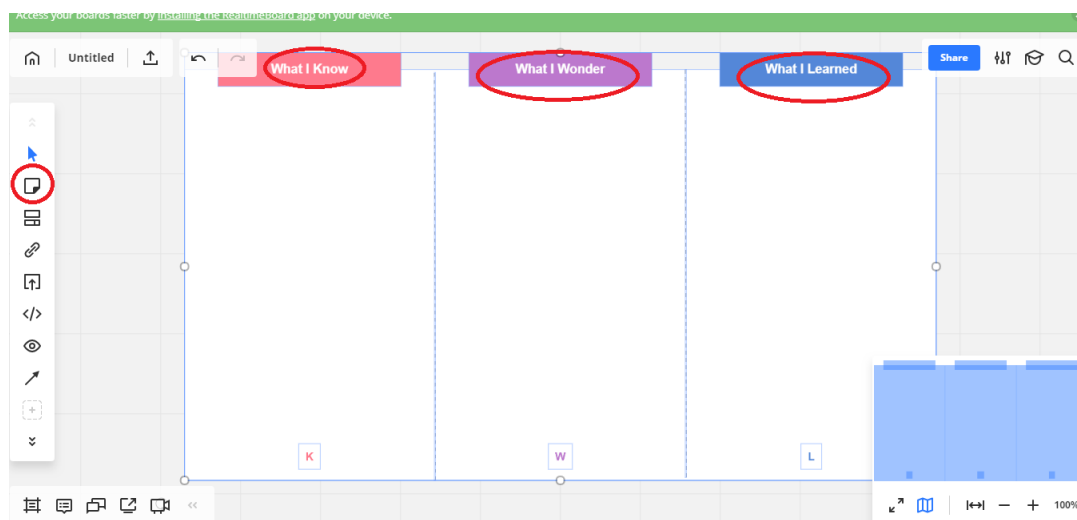 Access your boards faster by installing the RealtimeBoard app on your device.
Untitled
Share
What I Know
What I Wonder
What I Learned
K
W
L
100%